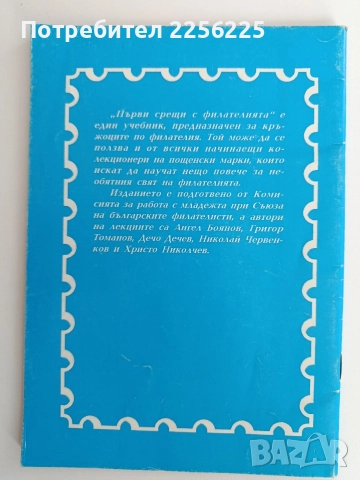 Потребител 2256235
„Първи срещи с филателията“ е
един учебник, предназначен за кръ-
жоците по филателия. Той може да се
ползва и от всички начинаещи ко-
лекционери на пощенски марки, които
искат да научат нещо повече за не-
обятния свят на филателията.
Изданието е подготвено от Коми-
сията за работа с младежта при Съюза
на българските филателисти, а автори
на лекциите са Ангел Боянов, Григор
Томанов, Дечо Дечев, Николай Червен-
ков и Христо Николчев.
BAZAR